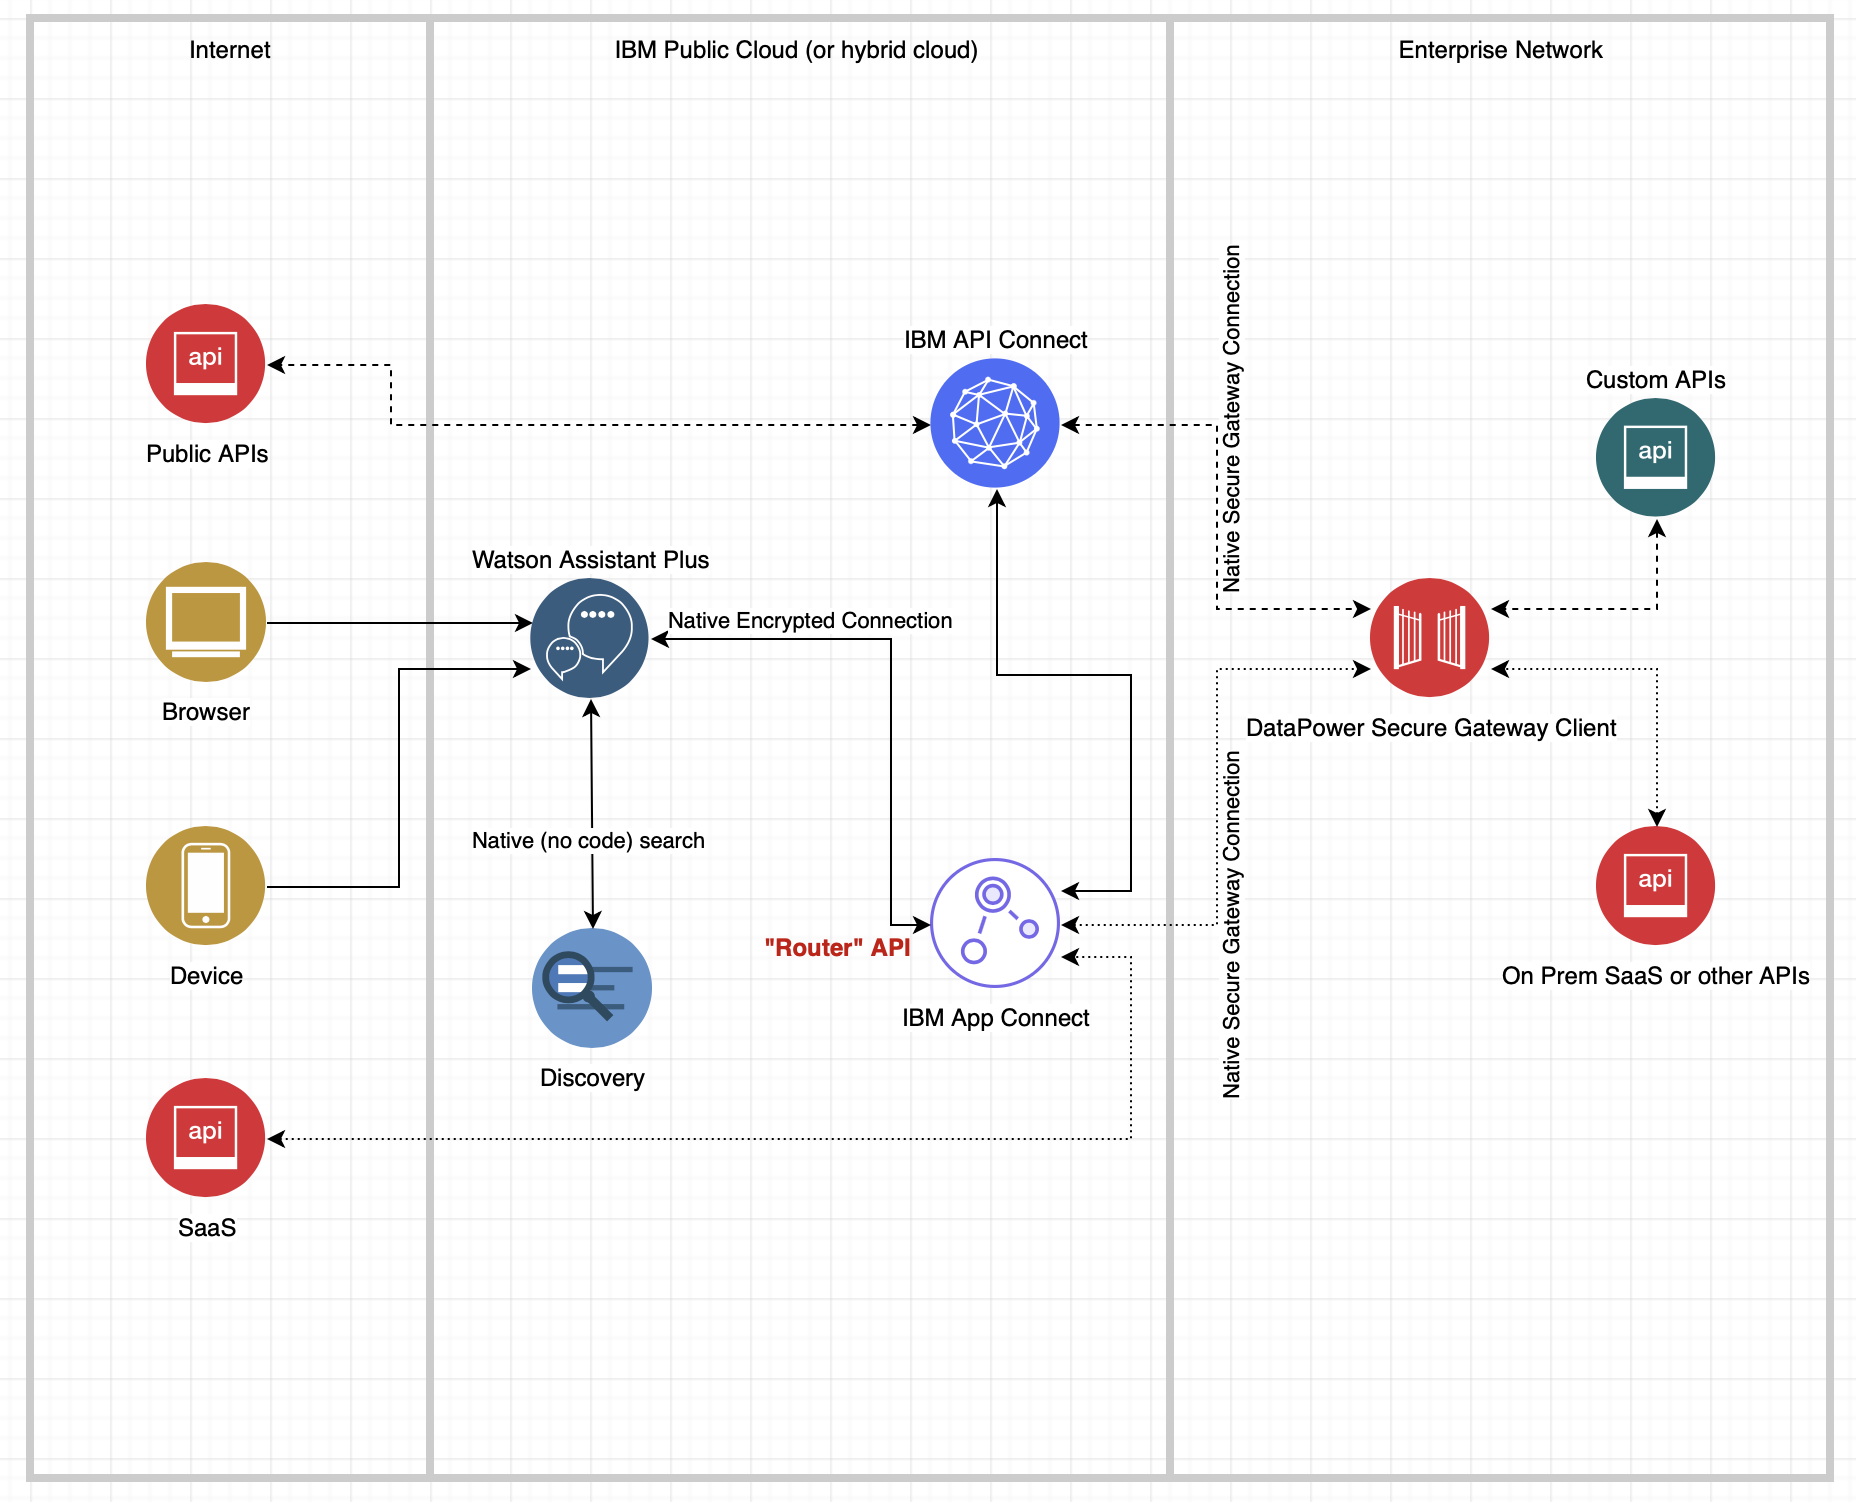 Internet
IBM Public Cloud (or hybrid cloud)
Enterprise Network
api
Public APIs
IBM API Connect
Native Secure Gateway Connection
Custom APIs
api
Watson Assistant Plus
Native Encrypted Connection
Browser
DataPower Secure Gateway Client
Native (no code) search
Native Secure Gateway Connection
api
"Router" API
Device
On Prem SaaS or other APIs
IBM App Connect
Discovery
api
SaaS